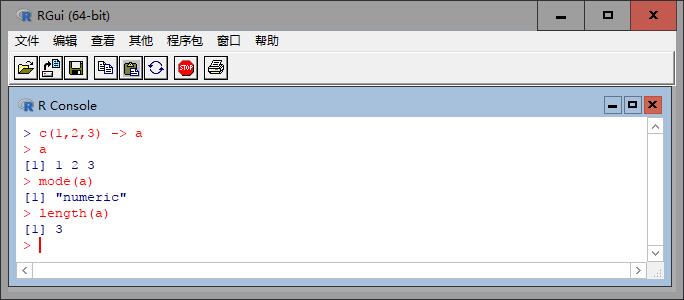 RGui (64-bit)
文件 编辑 查看 其他 程序包 窗口 帮助
STOP
R Console
> c(1,2,3) -> a
> a
[1] 1 2 3
> mode(a)
[1] "numeric"
> length(a)
[1] 3
>